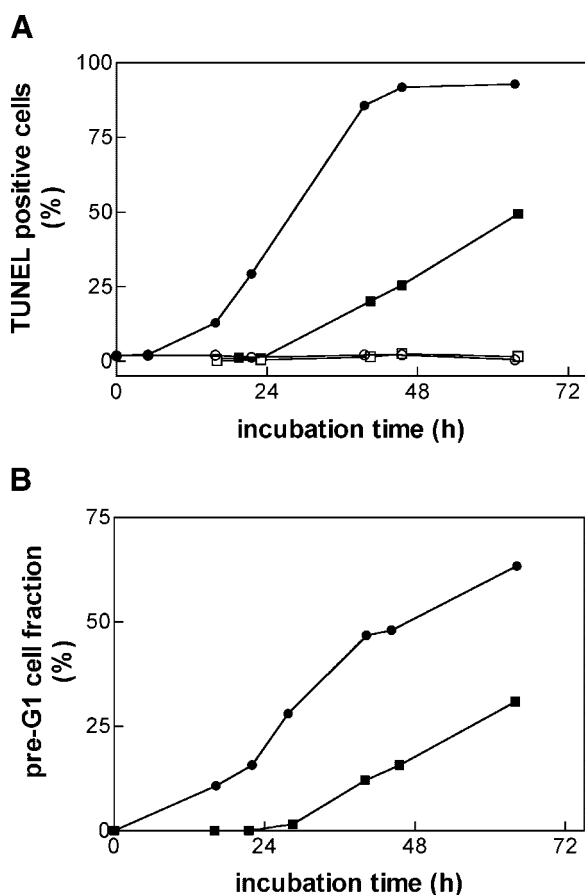 A
100
75
50
25
0
TUNEL positive cells
(%)
0 24 48 72
incubation time (h)
B
75
50
25
0
pre-G1 cell fraction
(%)
0 24 48 72
incubation time (h)